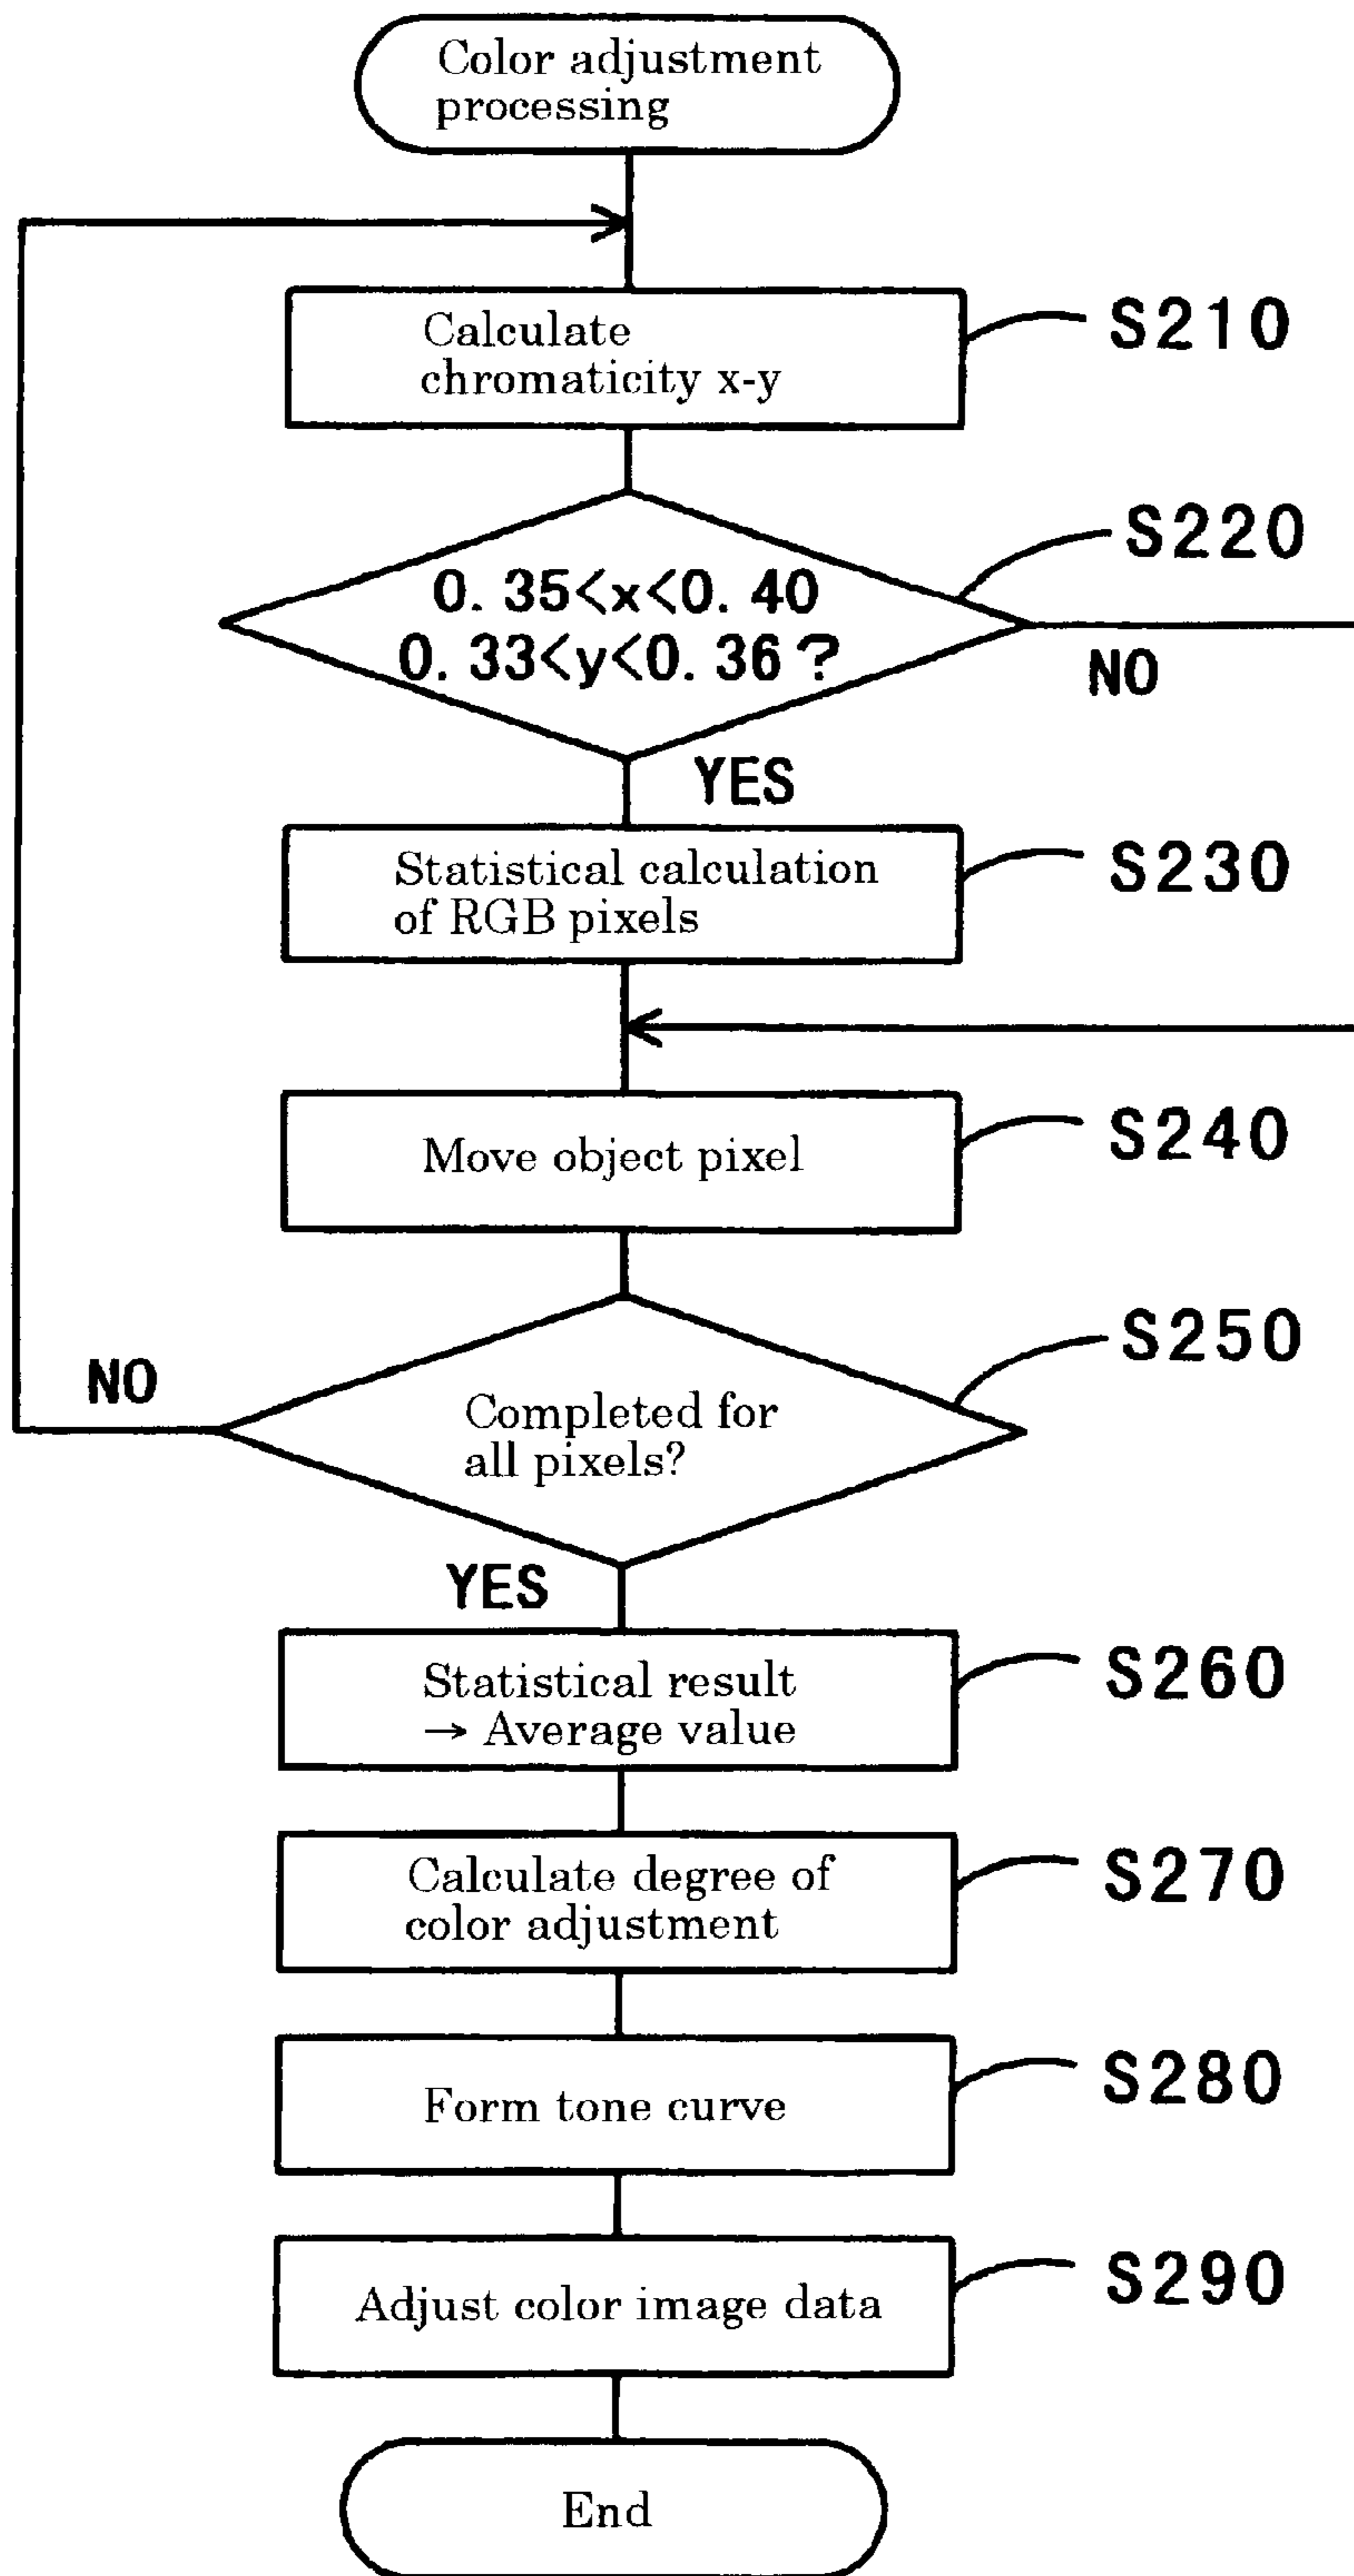 Color adjustment
processing
Calculate
chromaticity x-y
S210
S220
0. 35<x<0. 40
0. 33<y<0. 36 ?
NO
YES
Statistical calculation
of RGB pixels
S230
Move object pixel
S240
S250
NO
Completed for
all pixels?
YES
Statistical result
→ Average value
S260
Calculate degree of
color adjustment
S270
Form tone curve
S280
Adjust color image data
S290
End